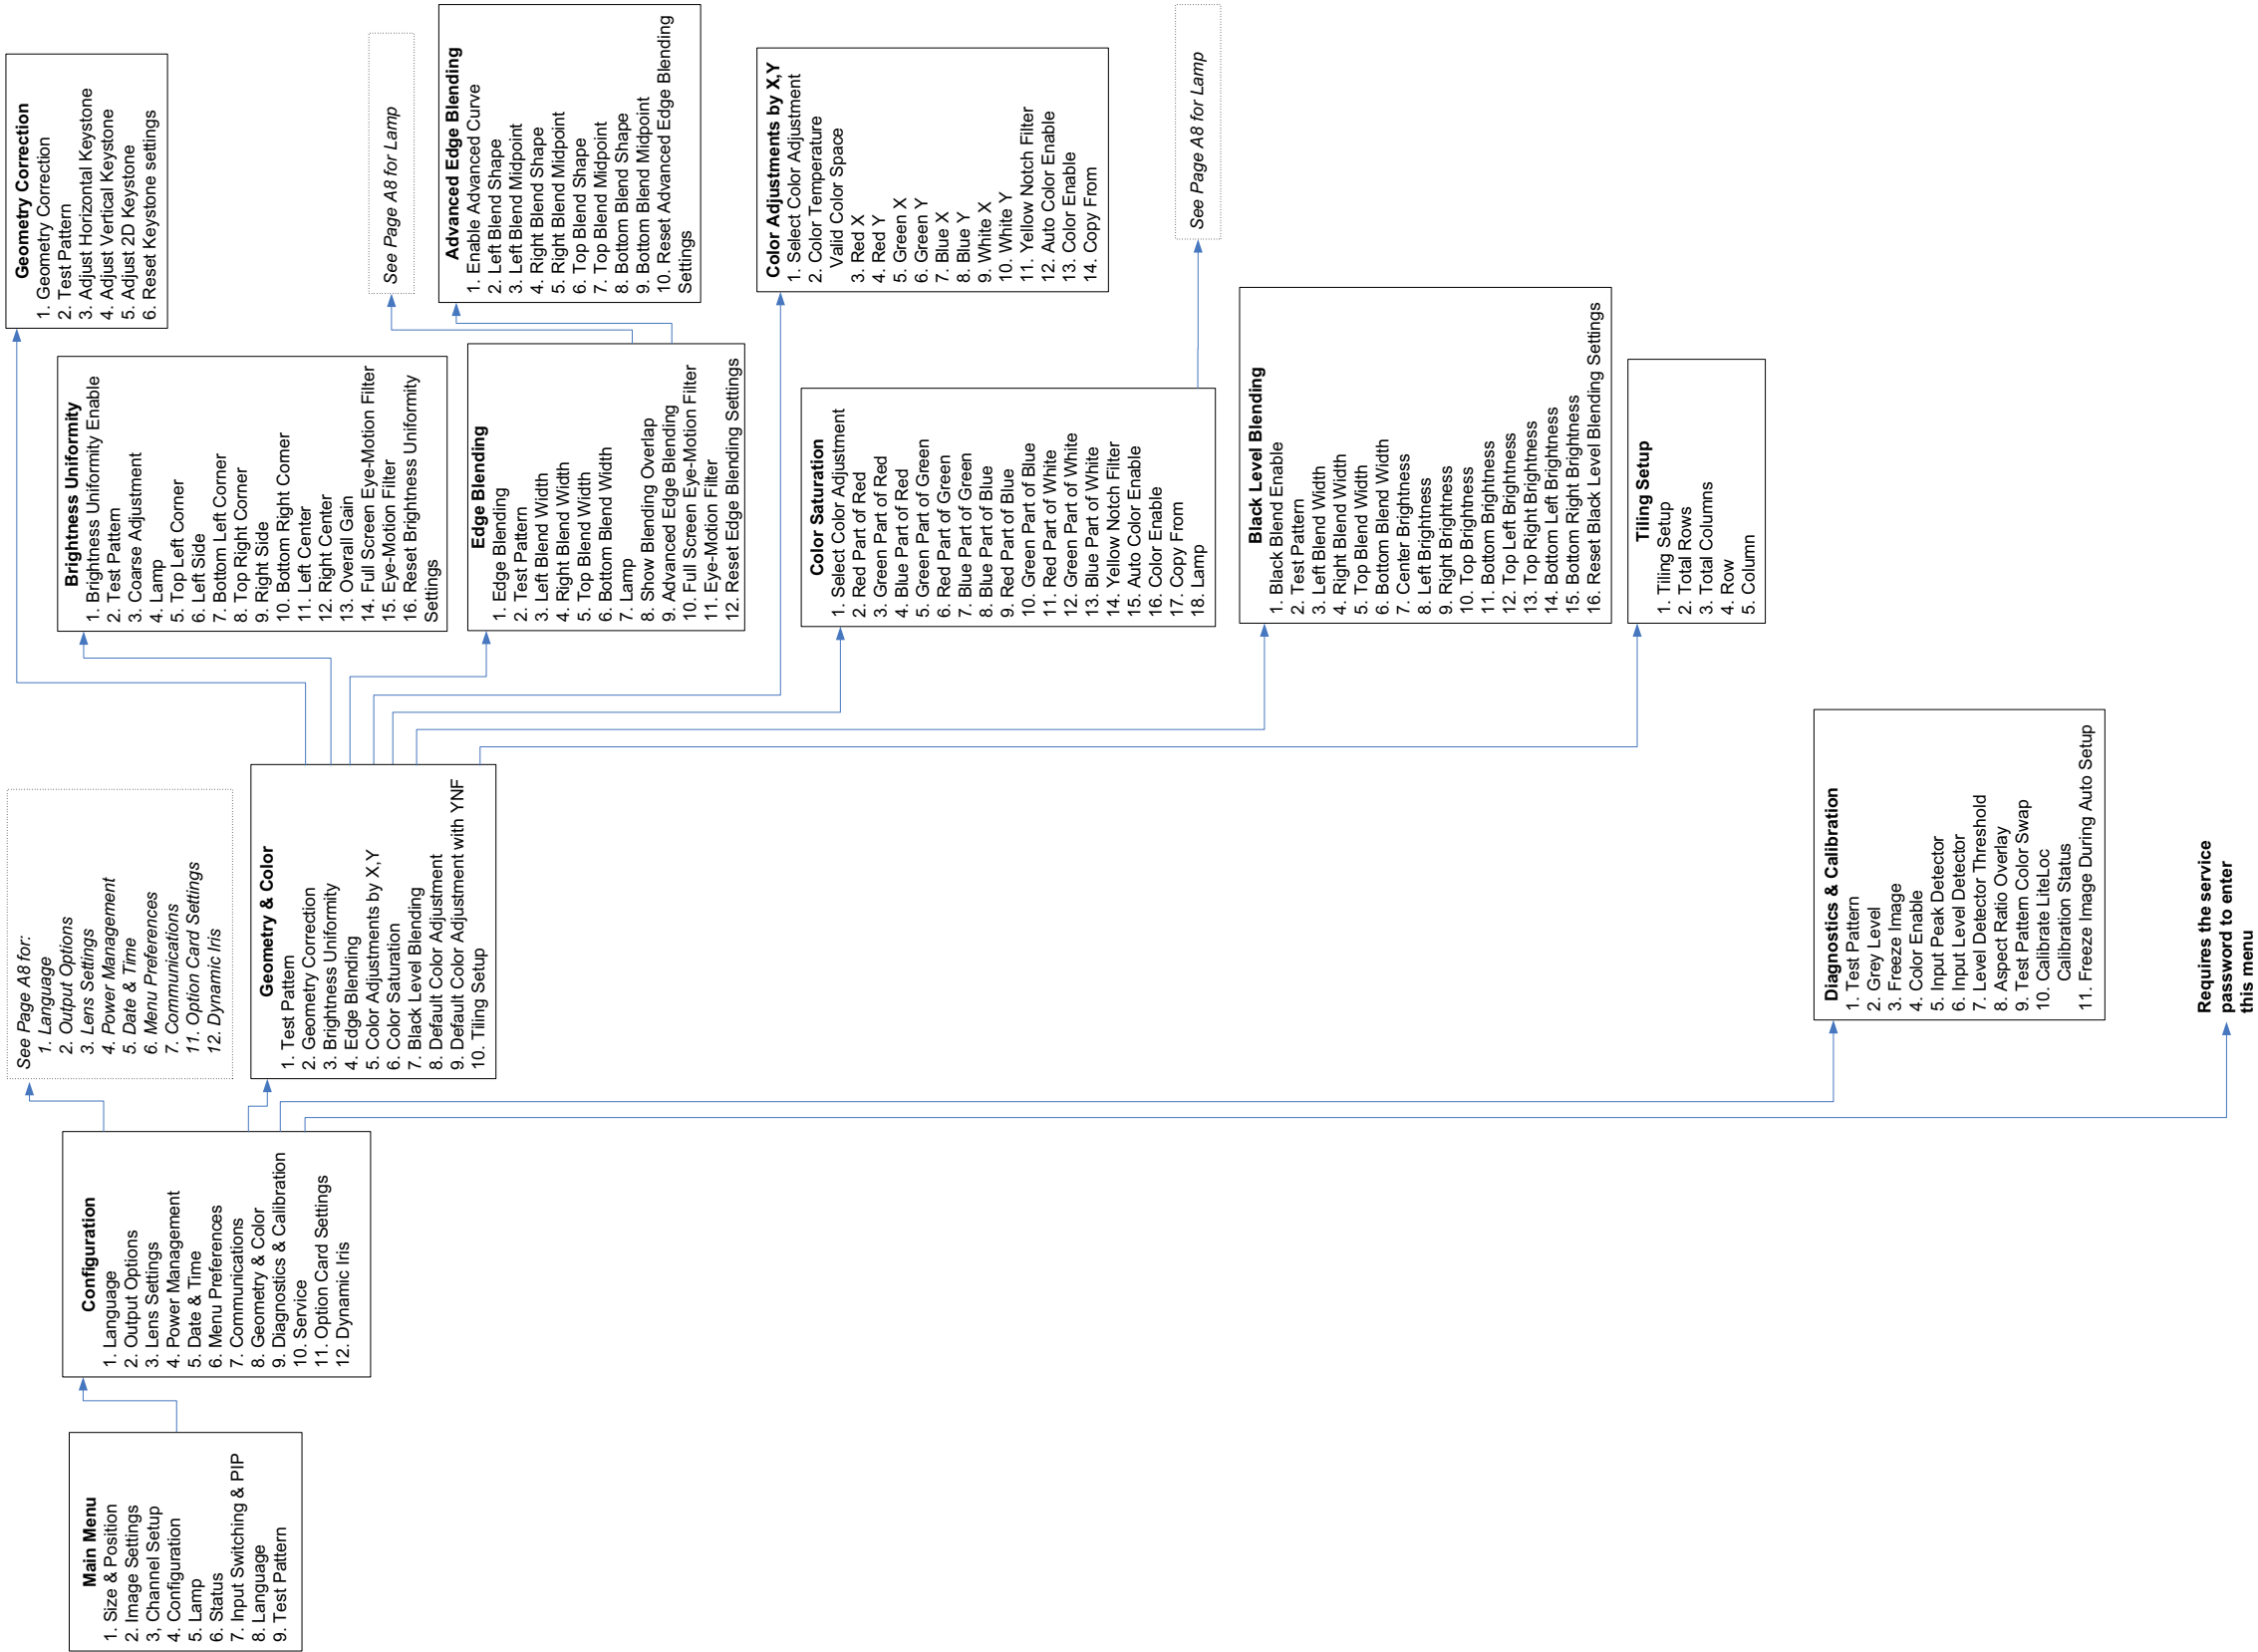 Main Menu
1. Size & Position
2. Image Settings
3, Channel Setup
4. Configuration
5. Lamp
6. Status
7. Input Switching & PIP
8. Language
9. Test Pattern
Configuration
1. Language
2. Output Options
3. Lens Settings
4. Power Management
5. Date & Time
6. Menu Preferences
7. Communications
8. Geometry & Color
9. Diagnostics & Calibration
10. Service
11. Option Card Settings
12. Dynamic Iris
See Page A8 for:
1. Language
2. Output Options
3. Lens Settings
4. Power Management
5. Date & Time
6. Menu Preferences
7. Communications
11. Option Card Settings
12. Dynamic Iris
Geometry & Color
1. Test Pattern
2. Geometry Correction
3. Brightness Uniformity
4. Edge Blending
5. Color Adjustments by X,Y
6. Color Saturation
7. Black Level Blending
8. Default Color Adjustment
9. Default Color Adjustment with YNF
10. Tiling Setup
Diagnostics & Calibration
1. Test Pattern
2. Grey Level
3. Freeze Image
4. Color Enable
5. Input Peak Detector
6. Input Level Detector
7. Level Detector Threshold
8. Aspect Ratio Overlay
9. Test Pattern Color Swap
10. Calibrate LiteLoc
Calibration Status
11. Freeze Image During Auto Setup
Requires the service
password to enter
this menu
Geometry Correction
1. Geometry Correction
2. Test Pattern
3. Adjust Horizontal Keystone
4. Adjust Vertical Keystone
5. Adjust 2D Keystone
6. Reset Keystone settings
Brightness Uniformity
1. Brightness Uniformity Enable
2. Test Pattern
3. Coarse Adjustment
4. Lamp
5. Top Left Corner
6. Left Side
7. Bottom Left Corner
8. Top Right Corner
9. Right Side
10. Bottom Right Corner
11. Left Center
12. Right Center
13. Overall Gain
14. Full Screen Eye-Motion Filter
15. Eye-Motion Filter
16. Reset Brightness Uniformity
Settings
Edge Blending
1. Edge Blending
2. Test Pattern
3. Left Blend Width
4. Right Blend Width
5. Top Blend Width
6. Bottom Blend Width
7. Lamp
8. Show Blending Overlap
9. Advanced Edge Blending
10. Full Screen Eye-Motion Filter
11. Eye-Motion Filter
12. Reset Edge Blending Settings
See Page A8 for Lamp
Advanced Edge Blending
1. Enable Advanced Curve
2. Left Blend Shape
3. Left Blend Midpoint
4. Right Blend Shape
5. Right Blend Midpoint
6. Top Blend Shape
7. Top Blend Midpoint
8. Bottom Blend Shape
9. Bottom Blend Midpoint
10. Reset Advanced Edge Blending
Settings
Color Adjustments by X,Y
1. Select Color Adjustment
2. Color Temperature
Valid Color Space
3. Red X
4. Red Y
5. Green X
6. Green Y
7. Blue X
8. Blue Y
9. White X
10. White Y
11. Yellow Notch Filter
12. Auto Color Enable
13. Color Enable
14. Copy From
Color Saturation
1. Select Color Adjustment
2. Red Part of Red
3. Green Part of Red
4. Blue Part of Red
5. Green Part of Green
6. Red Part of Green
7. Blue Part of Green
8. Blue Part of Blue
9. Red Part of Blue
10. Green Part of Blue
11. Red Part of White
12. Green Part of White
13. Blue Part of White
14. Yellow Notch Filter
15. Auto Color Enable
16. Color Enable
17. Copy From
18. Lamp
See Page A8 for Lamp
Black Level Blending
1. Black Blend Enable
2. Test Pattern
3. Left Blend Width
4. Right Blend Width
5. Top Blend Width
6. Bottom Blend Width
7. Center Brightness
8. Left Brightness
9. Right Brightness
10. Top Brightness
11. Bottom Brightness
12. Top Left Brightness
13. Top Right Brightness
14. Bottom Left Brightness
15. Bottom Right Brightness
16. Reset Black Level Blending Settings
Tiling Setup
1. Tiling Setup
2. Total Rows
3. Total Columns
4. Row
5. Column